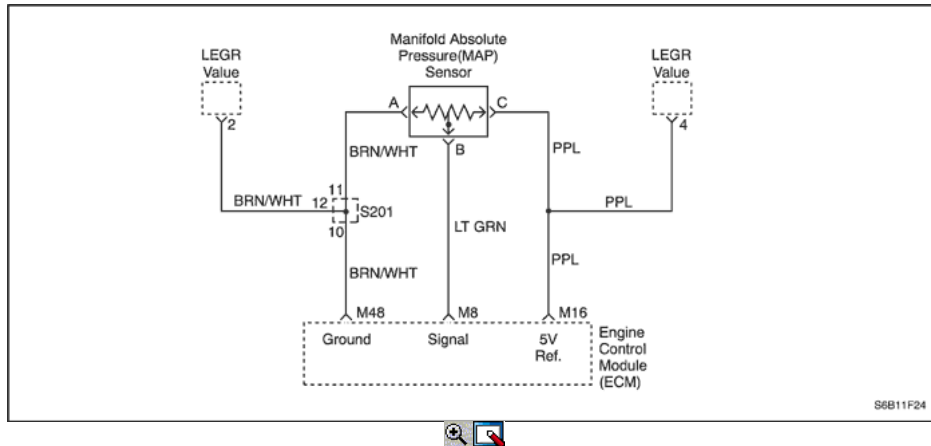 Manifold Absolute
Pressure(MAP)
Sensor
LEGR
Value
LEGR
Value
A
C
2
4
B
BRN/WHT
PPL
BRN/WHT
12
11
S201
10
PPL
LT GRN
BRN/WHT
PPL
M48
M8
M16
Ground
Signal
5V
Ref.
Engine
Control
Module
(ECM)
S6B11F24